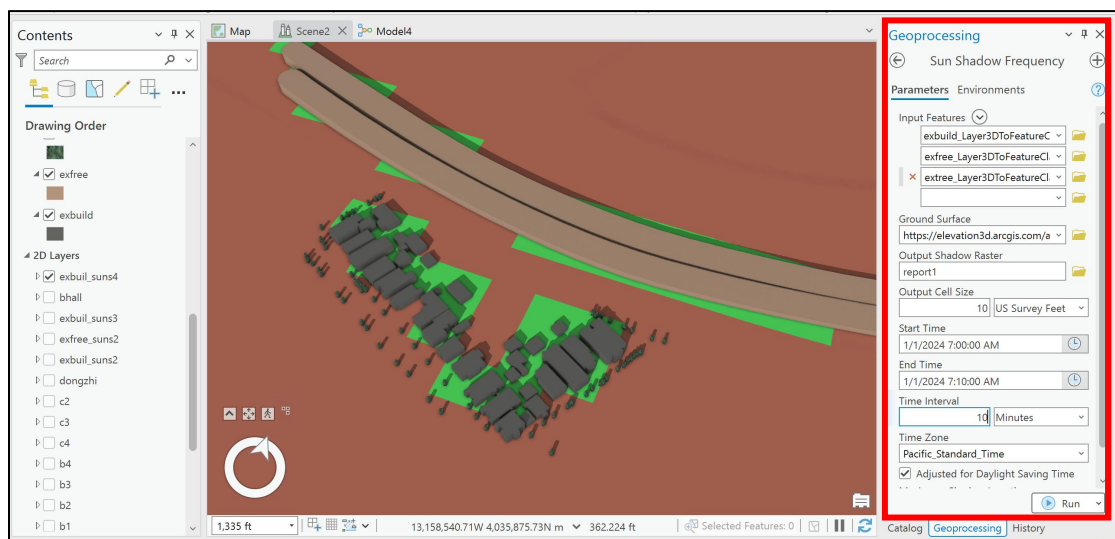 Contents
Search
Drawing Order
exfree
exbuild
2D Layers
exbuil_suns4
bhall
exbuil_suns3
exfree_suns2
exbuil_suns2
dongzhi
c2
c3
c4
b4
b3
b2
b1
Map
Scene2
Model4
1,335 ft
13,158,540.71W 4,035,875.73N m
362.224 ft
Selected Features: 0
Geoprocessing
Sun Shadow Frequency
Parameters Environments
Input Features
exbuild_Layer3DToFeatureC
exfree_Layer3DToFeatureCl
extree_Layer3DToFeatureCl
Ground Surface
https://elevation3d.arcgis.com/a
Output Shadow Raster
report1
Output Cell Size
10 US Survey Feet
Start Time
1/1/2024 7:00:00 AM
End Time
1/1/2024 7:10:00 AM
Time Interval
10 Minutes
Time Zone
Pacific_Standard_Time
Adjusted for Daylight Saving Time
Run
Catalog Geoprocessing History